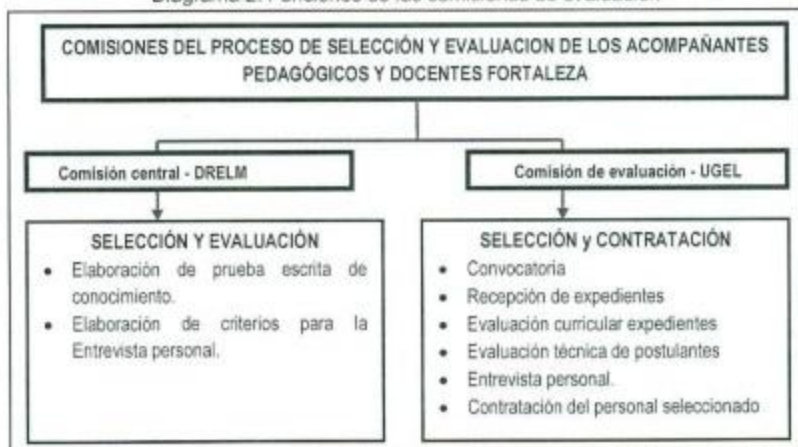 COMISIONES DEL PROCESO DE SELECCIÓN Y EVALUACION DE LOS ACOMPAÑANTES
PEDAGÓGICOS Y DOCENTES FORTALEZA
Comisión central - DRELM
Comisión de evaluación - UGEL
SELECCIÓN Y EVALUACIÓN
• Elaboración de prueba escrita de
conocimiento.
• Elaboración de criterios para la
Entrevista personal.
SELECCIÓN y CONTRATACIÓN
• Convocatoria
• Recepción de expedientes
• Evaluación curricular expedientes
• Evaluación técnica de postulantes
• Entrevista personal.
• Contratación del personal seleccionado